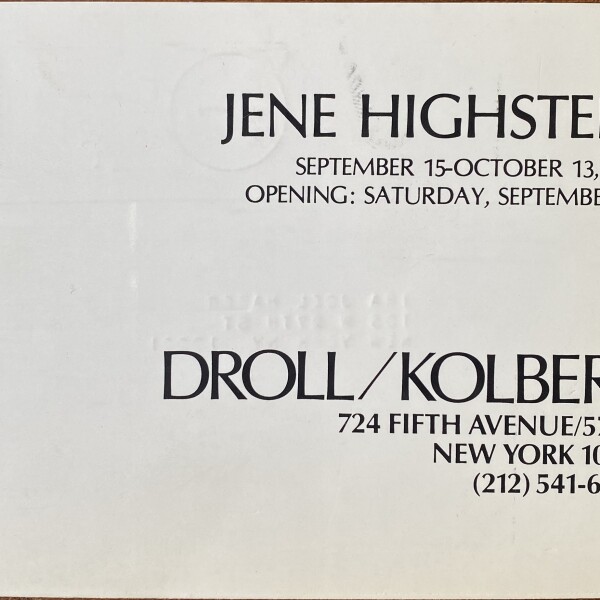 JENE HIGHSTE
SEPTEMBER 15-OCTOBER 13,
OPENING: SATURDAY, SEPTEMBE
DROLL/KOLBER
724 FIFTH AVENUE/57
NEW YORK 10
(212) 541-6